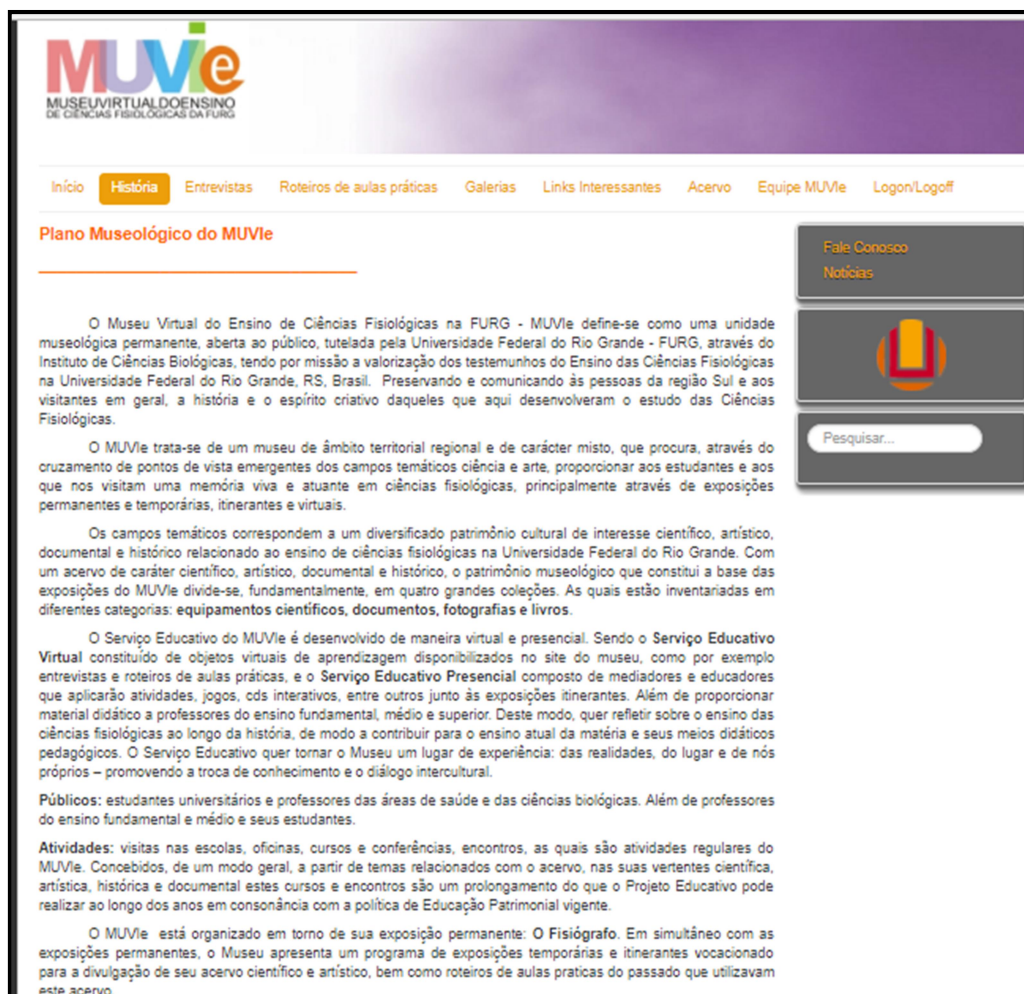 MUVIe
MUSEUVIRTUALDOENSINO
DE CIÊNCIAS FISIOLÓGICAS DA FURG
Início História Entrevistas Roteiros de aulas práticas Galerias Links Interessantes Acervo Equipe MUVIe Logon/Logoff
Plano Museológico do MUVIe
O Museu Virtual do Ensino de Ciências Fisiológicas na FURG - MUVIe define-se como uma unidade
museológica permanente, aberta ao público, tutelada pela Universidade Federal do Rio Grande - FURG, através do
Instituto de Ciências Biológicas, tendo por missão a valorização dos testemunhos do Ensino das Ciências Fisiológicas
na Universidade Federal do Rio Grande, RS, Brasil. Preservando e comunicando às pessoas da região Sul e aos
visitantes em geral, a história e o espírito criativo daqueles que aqui desenvolveram o estudo das Ciências
Fisiológicas.
O MUVIe trata-se de um museu de âmbito territorial regional e de carácter misto, que procura, através do
cruzamento de pontos de vista emergentes dos campos temáticos ciência e arte, proporcionar aos estudantes e aos
que nos visitam uma memória viva e atuante em ciências fisiológicas, principalmente através de exposições
permanentes e temporárias, itinerantes e virtuais.
Os campos temáticos correspondem a um diversificado patrimônio cultural de interesse científico, artístico,
documental e histórico relacionado ao ensino de ciências fisiológicas na Universidade Federal do Rio Grande. Com
um acervo de caráter científico, artístico, documental e histórico, o patrimônio museológico que constitui a base das
exposições do MUVIe divide-se, fundamentalmente, em quatro grandes coleções. As quais estão inventariadas em
diferentes categorias: equipamentos científicos, documentos, fotografias e livros.
O Serviço Educativo do MUVIe é desenvolvido de maneira virtual e presencial. Sendo o Serviço Educativo
Virtual constituído de objetos virtuais de aprendizagem disponibilizados no site do museu, como por exemplo
entrevistas e roteiros de aulas práticas, e o Serviço Educativo Presencial composto de mediadores e educadores
que aplicarão atividades, jogos, cds interativos, entre outros junto às exposições itinerantes. Além de proporcionar
material didático a professores do ensino fundamental, médio e superior. Deste modo, quer refletir sobre o ensino das
ciências fisiológicas ao longo da história, de modo a contribuir para o ensino atual da matéria e seus meios didáticos
pedagógicos. O Serviço Educativo quer tornar o Museu um lugar de experiência: das realidades, do lugar e de nós
próprios – promovendo a troca de conhecimento e o diálogo intercultural.
Públicos: estudantes universitários e professores das áreas de saúde e das ciências biológicas. Além de professores
do ensino fundamental e médio e seus estudantes.
Atividades: visitas nas escolas, oficinas, cursos e conferências, encontros, as quais são atividades regulares do
MUVIe. Concebidos, de um modo geral, a partir de temas relacionados com o acervo, nas suas vertentes científica,
artística, histórica e documental estes cursos e encontros são um prolongamento do que o Projeto Educativo pode
realizar ao longo dos anos em consonância com a política de Educação Patrimonial vigente.
O MUVIe está organizado em torno de sua exposição permanente: O Fisiógrafo. Em simultâneo com as
exposições permanentes, o Museu apresenta um programa de exposições temporárias e itinerantes vocacionado
para a divulgação de seu acervo científico e artístico, bem como roteiros de aulas praticas do passado que utilizavam
este acervo.
Fale Conosco
Notícias
Pesquisar...